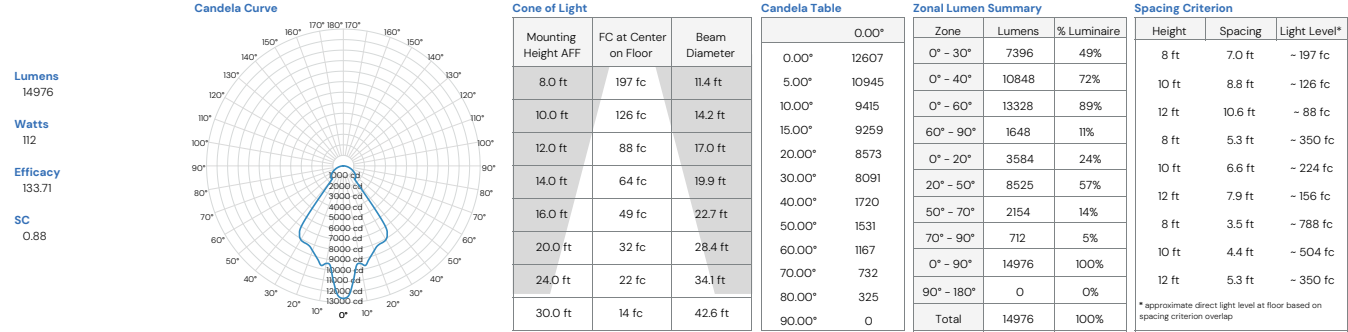 Lumens
14976
Watts
112
Efficacy
133.71
SC
0.88
Candela Curve
180°
170° 170°
160° 160°
150° 150°
140° 140°
130° 130°
120° 120°
110° 110°
100° 100°
90° 90°
80° 80°
70° 70°
60° 60°
50° 50°
40° 40°
30° 30°
20° 20°
10° 10°
0°
1000 cd
2000 cd
3000 cd
4000 cd
5000 cd
6000 cd
7000 cd
8000 cd
9000 cd
10000 cd
11000 cd
12000 cd
13000 cd
Cone of Light
Mounting Height AFF FC at Center on Floor Beam Diameter
8.0 ft 197 fc 11.4 ft
10.0 ft 126 fc 14.2 ft
12.0 ft 88 fc 17.0 ft
14.0 ft 64 fc 19.9 ft
16.0 ft 49 fc 22.7 ft
20.0 ft 32 fc 28.4 ft
24.0 ft 22 fc 34.1 ft
30.0 ft 14 fc 42.6 ft
Candela Table
0.00°
0.00° 12607
5.00° 10945
10.00° 9415
15.00° 9259
20.00° 8573
30.00° 8091
40.00° 1720
50.00° 1531
60.00° 1167
70.00° 732
80.00° 325
90.00° 0
Zonal Lumen Summary
Zone Lumens % Luminaire
0° - 30° 7396 49%
0° - 40° 10848 72%
0° - 60° 13328 89%
60° - 90° 1648 11%
0° - 20° 3584 24%
20° - 50° 8525 57%
50° - 70° 2154 14%
70° - 90° 712 5%
0° - 90° 14976 100%
90° - 180° 0 0%
Total 14976 100%
Spacing Criterion
Height Spacing Light Level*
8 ft 7.0 ft ~ 197 fc
10 ft 8.8 ft ~ 126 fc
12 ft 10.6 ft ~ 88 fc
8 ft 5.3 ft ~ 350 fc
10 ft 6.6 ft ~ 224 fc
12 ft 7.9 ft ~ 156 fc
8 ft 3.5 ft ~ 788 fc
10 ft 4.4 ft ~ 504 fc
12 ft 5.3 ft ~ 350 fc
* approximate direct light level at floor based on
spacing criterion overlap